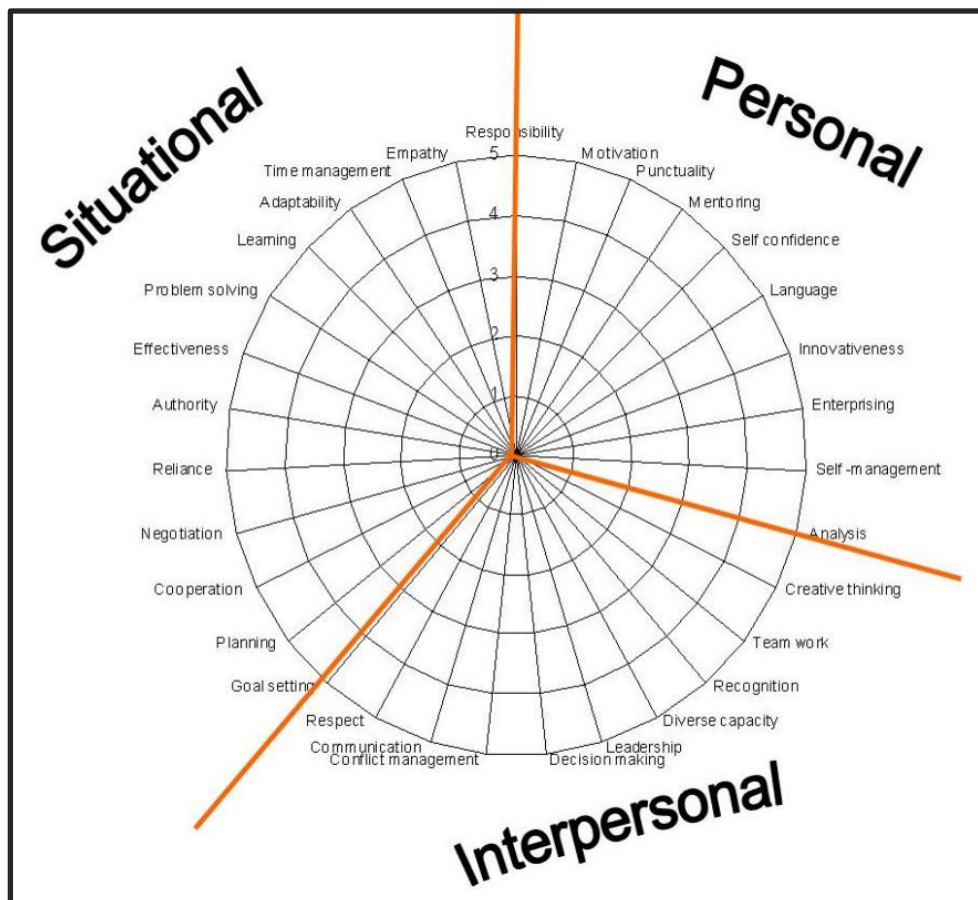 Situational
Personal
Interpersonal
Responsibility
Motivation
Punctuality
Mentoring
Self confidence
Language
Innovativeness
Enterprising
Self -management
Analysis
Creative thinking
Team work
Recognition
Diverse capacity
Leadership
Decision making
Conflict management
Communication
Respect
Goal setting
Planning
Cooperation
Negotiation
Reliance
Authority
Effectiveness
Problem solving
Learning
Adaptability
Time management
Empathy
5
4
3
2
1
0